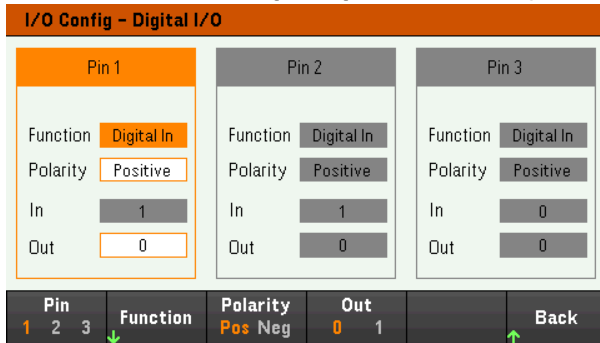 I/O Config – Digital I/O
Pin 1 Pin 2 Pin 3
Function Digital In Function Digital In Function Digital In
Polarity Positive Polarity Positive Polarity Positive
In 1 In 1 In 0
Out 0 Out 0 Out 0
Pin Function Polarity Out Back
1 2 3 Pos Neg 0 1